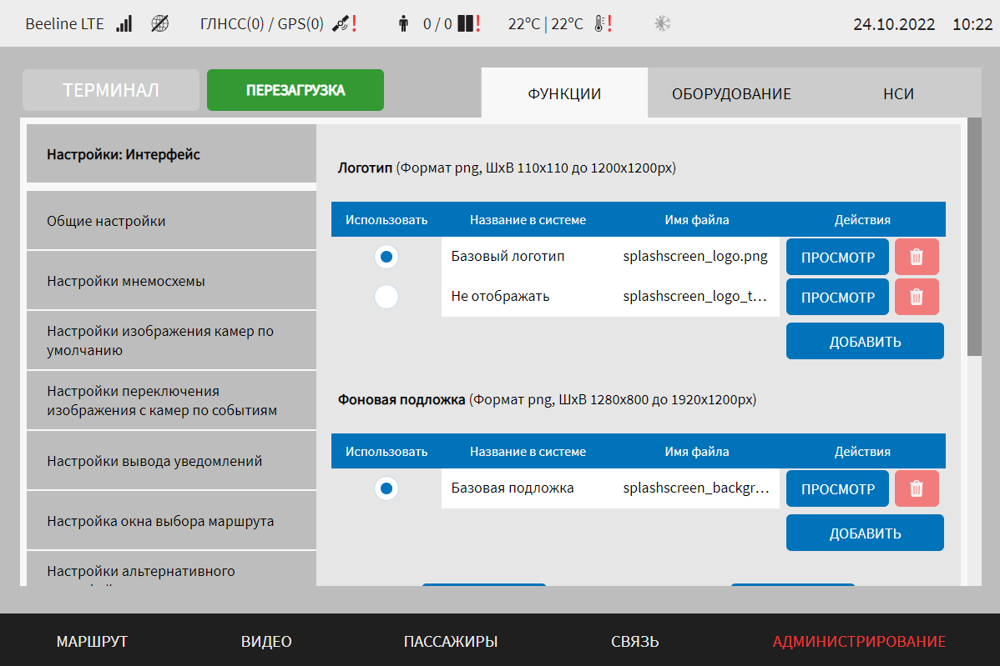 Beeline LTE ГЛНСС(0) / GPS(0) ! 0 / 0 ! 22°C | 22°C ! 24.10.2022 10:22
ТЕРМИНАЛ ПЕРЕЗАГРУЗКА ФУНКЦИИ ОБОРУДОВАНИЕ НСИ
Настройки: Интерфейс
Общие настройки
Настройки мнемосхемы
Настройки изображения камер по
умолчанию
Настройки переключения
изображения с камер по событиям
Настройки вывода уведомлений
Настройка окна выбора маршрута
Настройки альтернативного
Логотип (Формат png, ШхВ 110x110 до 1200x1200px)
Использовать Название в системе Имя файла Действия
Базовый логотип splashscreen_logo.png ПРОСМОТР
Не отображать splashscreen_logo_t... ПРОСМОТР
ДОБАВИТЬ
Фоновая подложка (Формат png, ШхВ 1280x800 до 1920x1200px)
Использовать Название в системе Имя файла Действия
Базовая подложка splashscreen_backgr... ПРОСМОТР
ДОБАВИТЬ
МАРШРУТ ВИДЕО ПАССАЖИРЫ СВЯЗЬ АДМИНИСТРИРОВАНИЕ